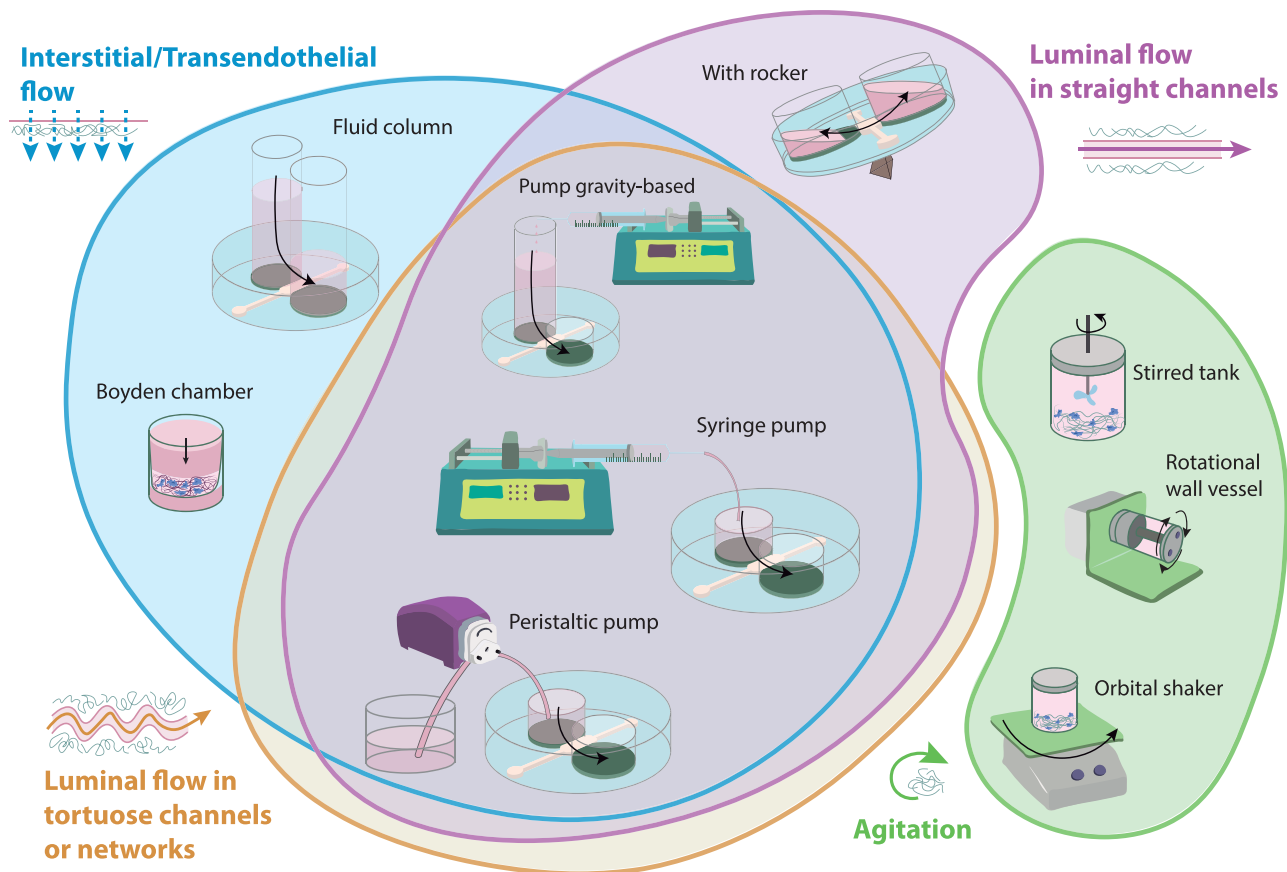 Interstitial/Transendothelial
flow
With rocker
Luminal flow
in straight channels
Fluid column
Pump gravity-based
Boyden chamber
Stirred tank
Syringe pump
Rotational
wall vessel
Peristaltic pump
Orbital shaker
Luminal flow in
tortuose channels
or networks
Agitation